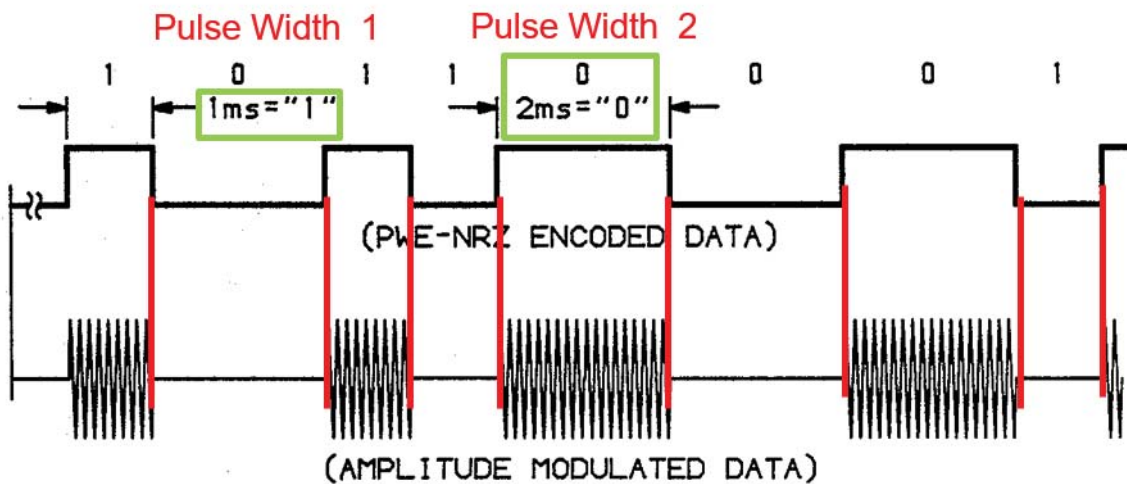 Pulse Width 1 Pulse Width 2
1 0 1 1 0 0 0 1
1ms="1" 2ms="0"
(PWE-NRZ ENCODED DATA)
(AMPLITUDE MODULATED DATA)